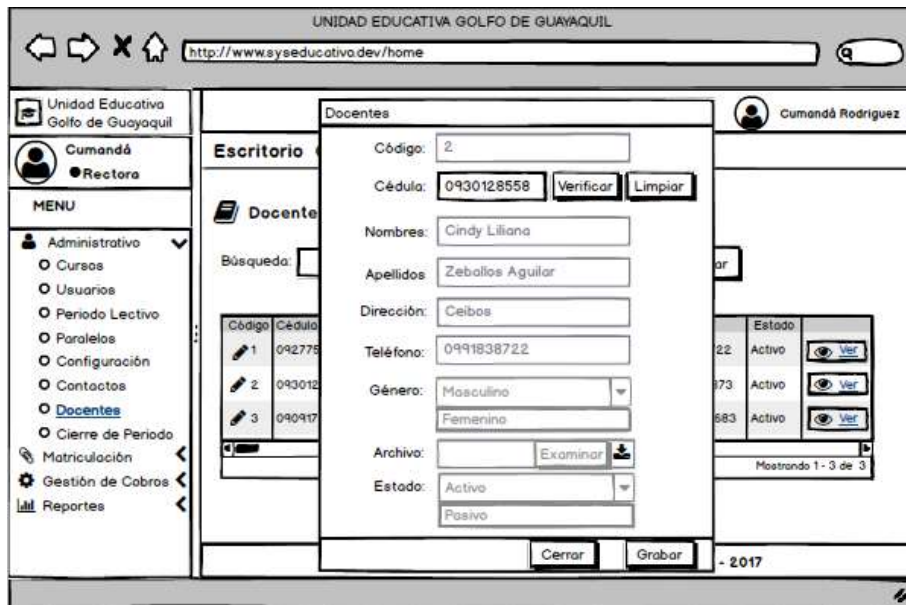 UNIDAD EDUCATIVA GOLFO DE GUAYAQUIL
http://www.syseducativo.dev/home
Unidad Educativa
Golfo de Guayaquil
Cumandá Rodriguez
Cumandá
Rectora
MENU
Administrativo
Cursos
Usuarios
Periodo Lectivo
Paralelos
Configuración
Contactos
Docentes
Cierre de Periodo
Matriculación
Gestión de Cobros
Reportes
Escritorio
Docente
Búsqueda:
ar
Código Cédula Estado
1 092775 22 Activo Ver
2 093012 373 Activo Ver
3 090917 683 Activo Ver
Mostrando 1 - 3 de 3
- 2017
Docentes
Código: 2
Cédula: 0930128558 Verificar Limpiar
Nombres: Cindy Liliana
Apellidos Zeballos Aguilar
Dirección: Ceibos
Teléfono: 0991838722
Género: Masculino
Femenino
Archivo: Examinar
Estado: Activo
Pasivo
Cerrar Grabar